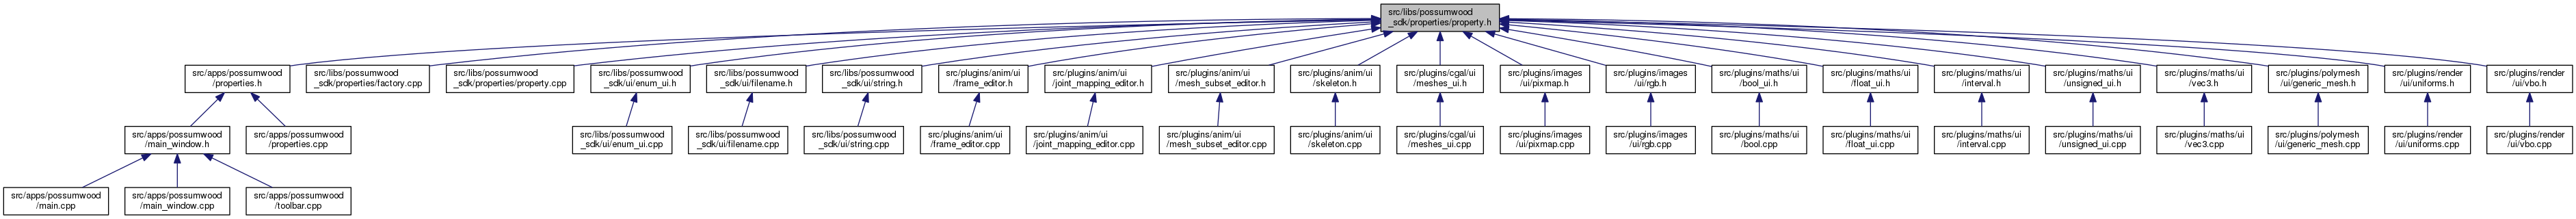 src/libs/possumwood
_sdk/properties/property.h
src/apps/possumwood
/properties.h
src/libs/possumwood
_sdk/properties/factory.cpp
src/libs/possumwood
_sdk/properties/property.cpp
src/libs/possumwood
_sdk/ui/enum_ui.h
src/libs/possumwood
_sdk/ui/filename.h
src/libs/possumwood
_sdk/ui/string.h
src/plugins/anim/ui
/frame_editor.h
src/plugins/anim/ui
/joint_mapping_editor.h
src/plugins/anim/ui
/mesh_subset_editor.h
src/plugins/anim/ui
/skeleton.h
src/plugins/cgal/ui
/meshes_ui.h
src/plugins/images
/ui/pixmap.h
src/plugins/images
/ui/rgb.h
src/plugins/maths/ui
/bool_ui.h
src/plugins/maths/ui
/float_ui.h
src/plugins/maths/ui
/interval.h
src/plugins/maths/ui
/unsigned_ui.h
src/plugins/maths/ui
/vec3.h
src/plugins/polymesh
/ui/generic_mesh.h
src/plugins/render
/ui/uniforms.h
src/plugins/render
/ui/vbo.h
src/apps/possumwood
/main_window.h
src/apps/possumwood
/properties.cpp
src/libs/possumwood
_sdk/ui/enum_ui.cpp
src/libs/possumwood
_sdk/ui/filename.cpp
src/libs/possumwood
_sdk/ui/string.cpp
src/plugins/anim/ui
/frame_editor.cpp
src/plugins/anim/ui
/joint_mapping_editor.cpp
src/plugins/anim/ui
/mesh_subset_editor.cpp
src/plugins/anim/ui
/skeleton.cpp
src/plugins/cgal/ui
/meshes_ui.cpp
src/plugins/images
/ui/pixmap.cpp
src/plugins/images
/ui/rgb.cpp
src/plugins/maths/ui
/bool.cpp
src/plugins/maths/ui
/float_ui.cpp
src/plugins/maths/ui
/interval.cpp
src/plugins/maths/ui
/unsigned_ui.cpp
src/plugins/maths/ui
/vec3.cpp
src/plugins/polymesh
/ui/generic_mesh.cpp
src/plugins/render
/ui/uniforms.cpp
src/plugins/render
/ui/vbo.cpp
src/apps/possumwood
/main.cpp
src/apps/possumwood
/main_window.cpp
src/apps/possumwood
/toolbar.cpp